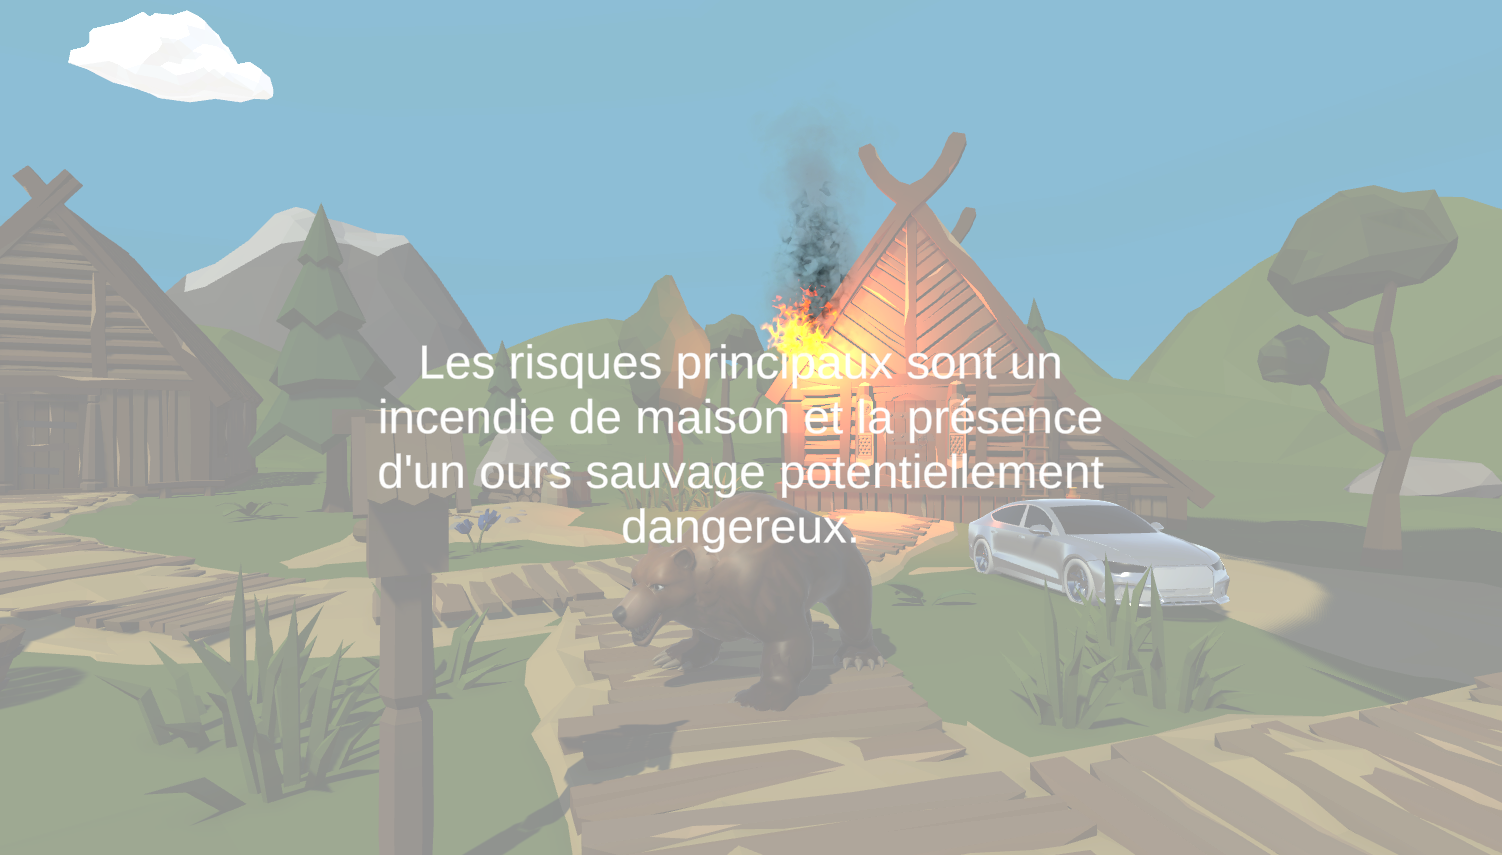 Les risques principaux sont un
incendie de maison et la présence
d'un ours sauvage potentiellement
dangereux.